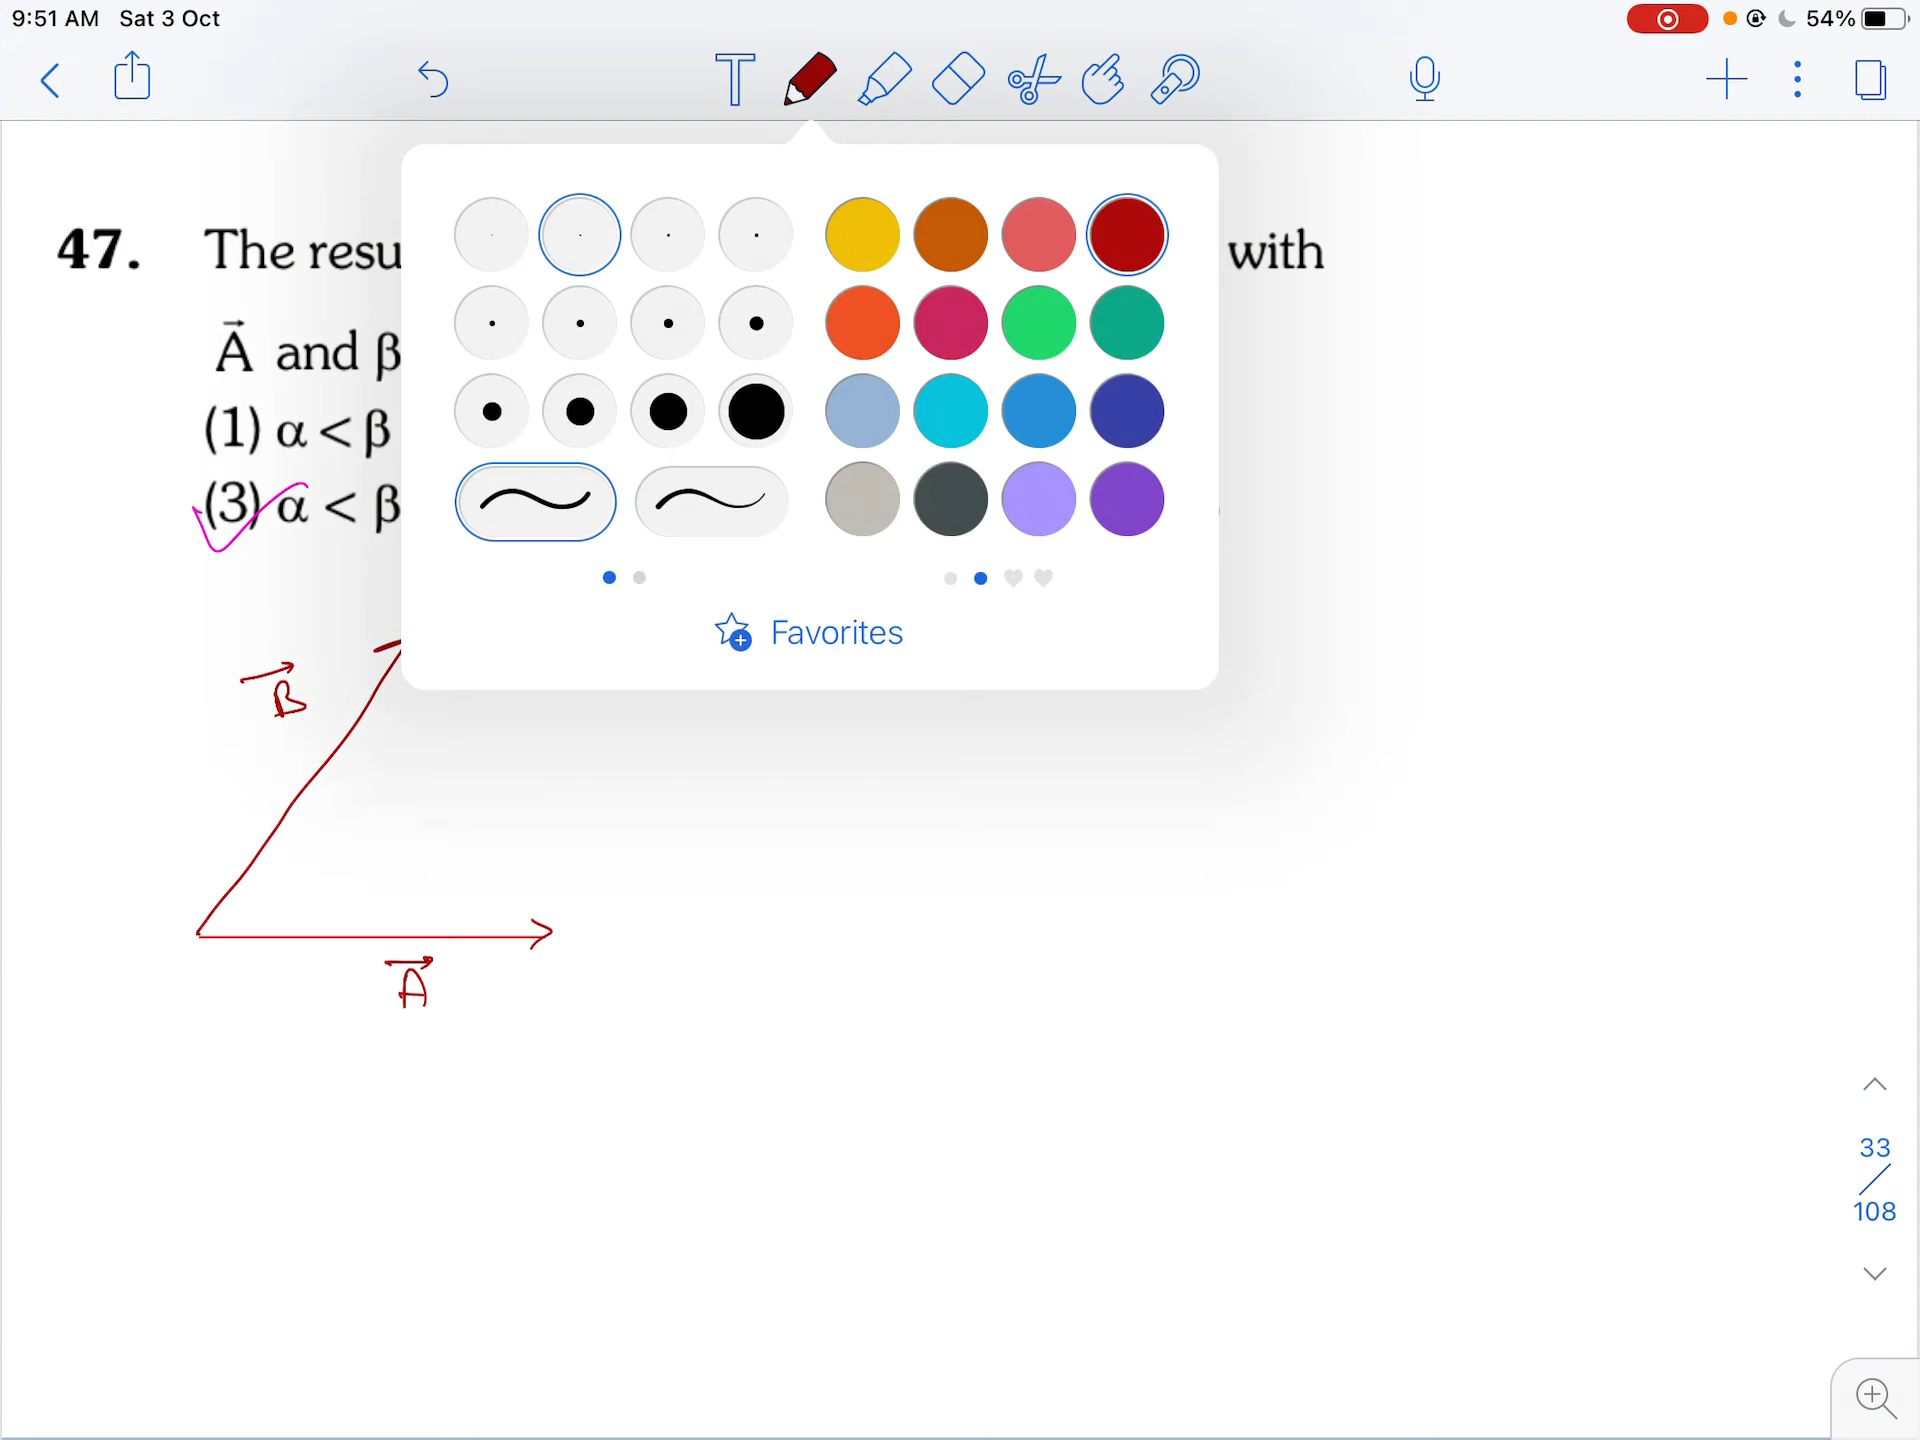 9:51 AM Sat 3 Oct
54%
T
47. The resu with
A⃗ and β
(1) α < β
(3) α < β
Favorites
B⃗
A⃗
33
108